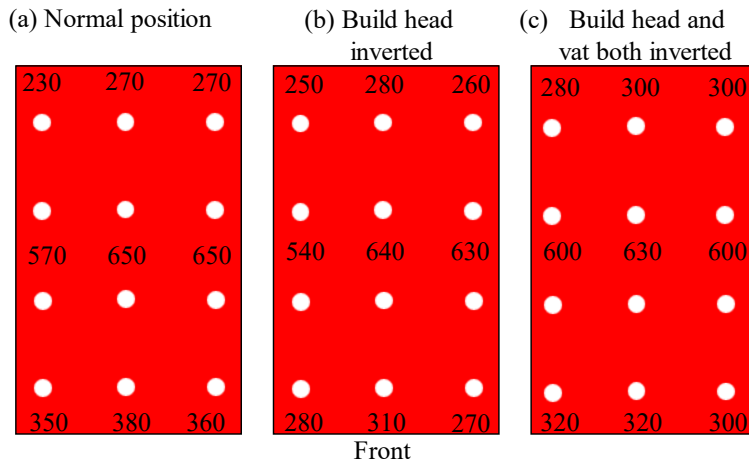 (a) Normal position
(b) Build head
inverted
(c) Build head and
vat both inverted
230 270 270
570 650 650
350 380 360
250 280 260
540 640 630
280 310 270
280 300 300
600 630 600
320 320 300
Front